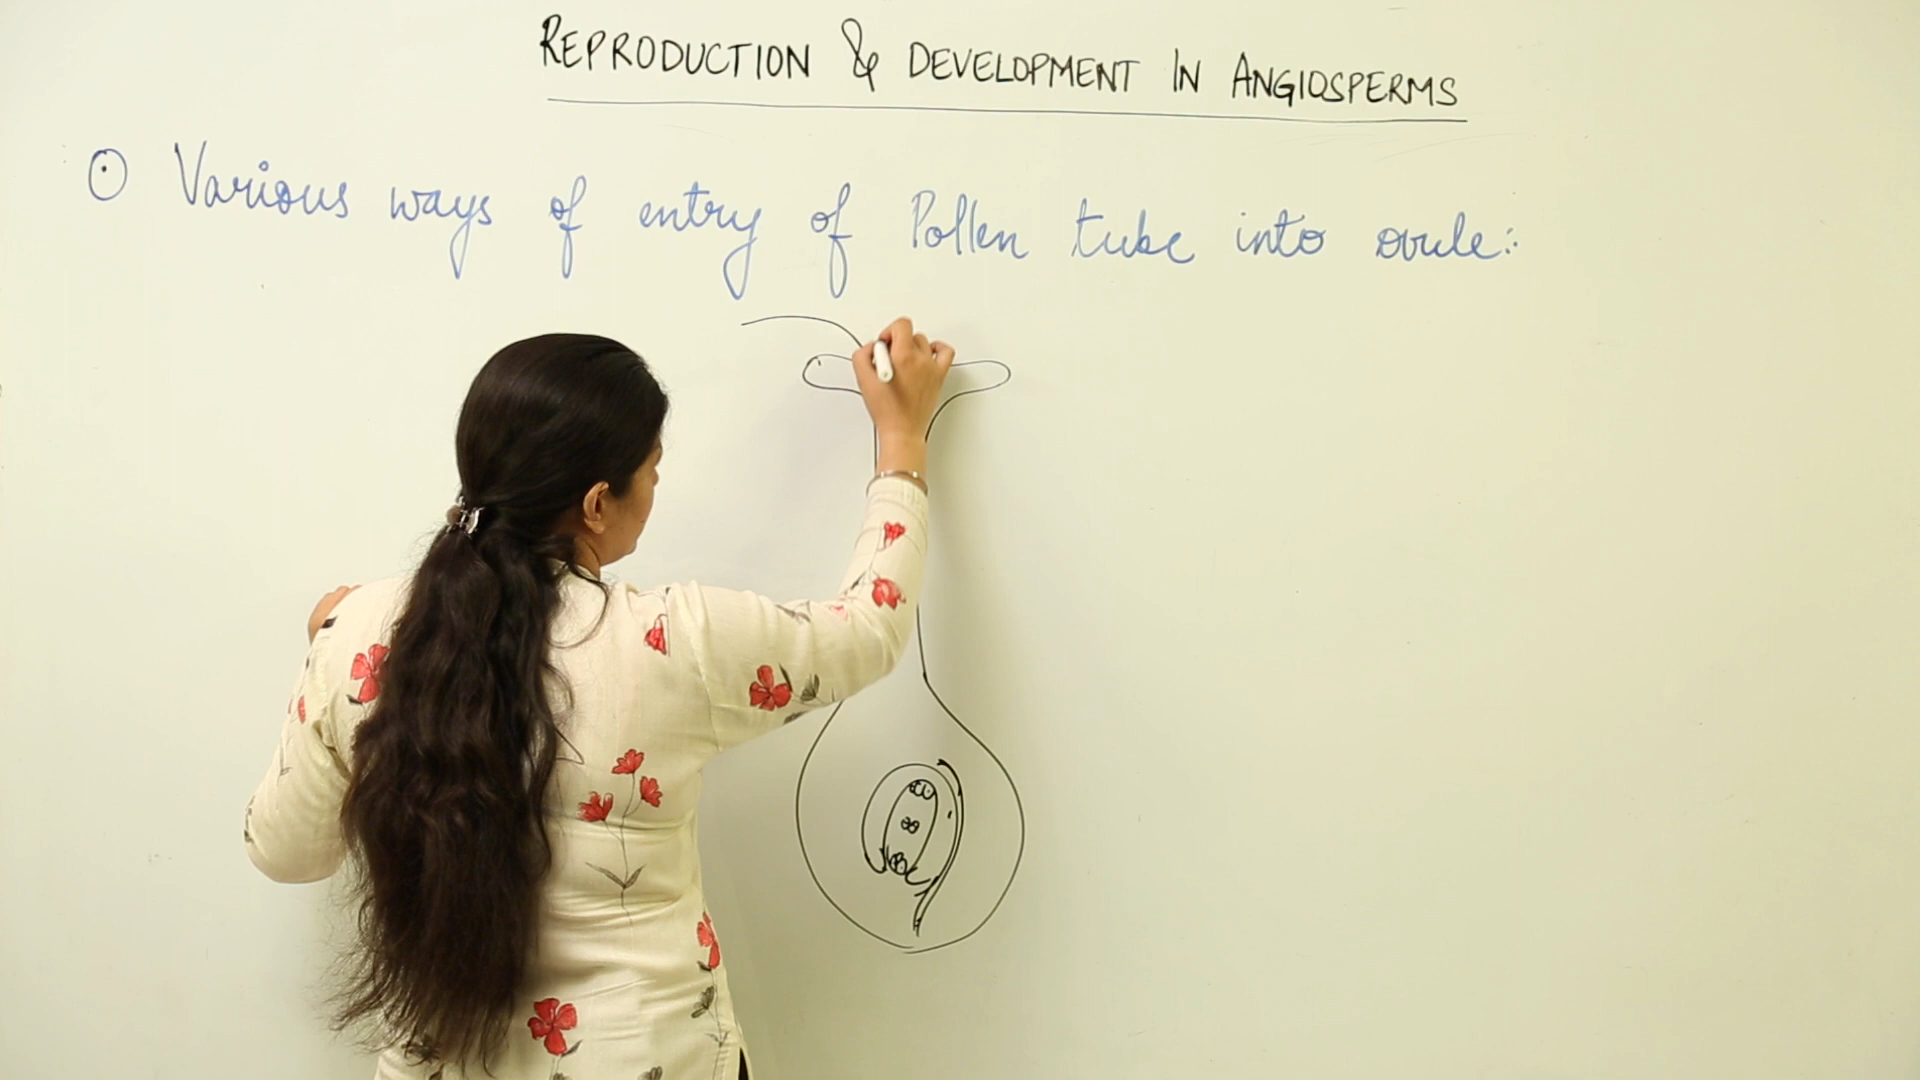 REPRODUCTION & DEVELOPMENT IN ANGIOSPERMS
Various ways of entry of Pollen tube into ovule: